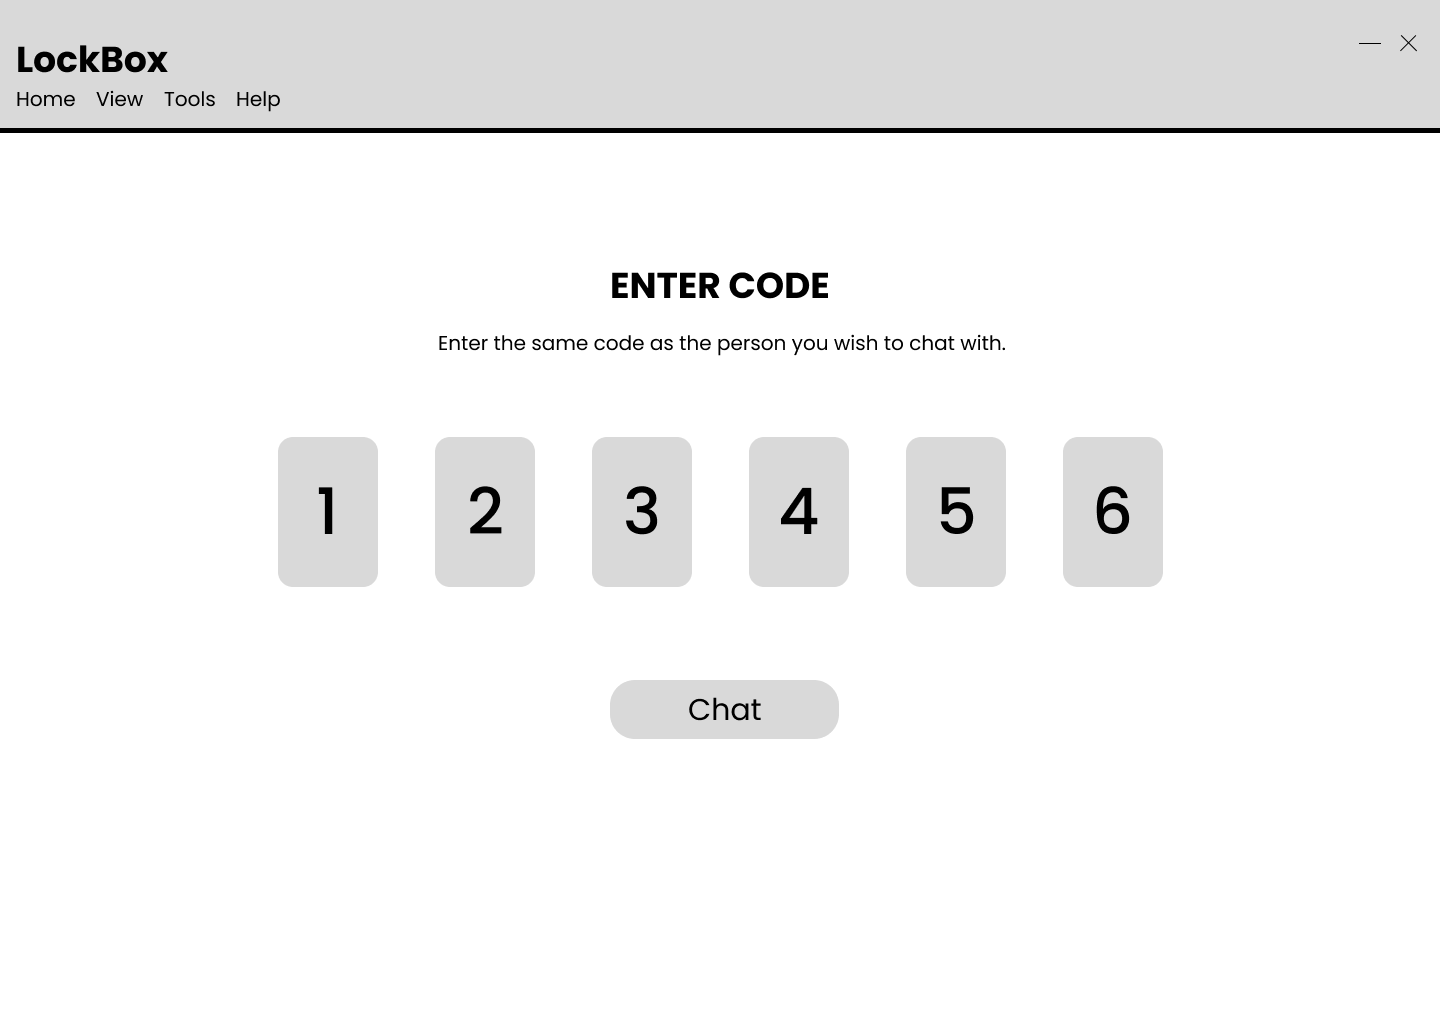 LockBox
Home View Tools Help
ENTER CODE
Enter the same code as the person you wish to chat with.
1 2 3 4 5 6
Chat